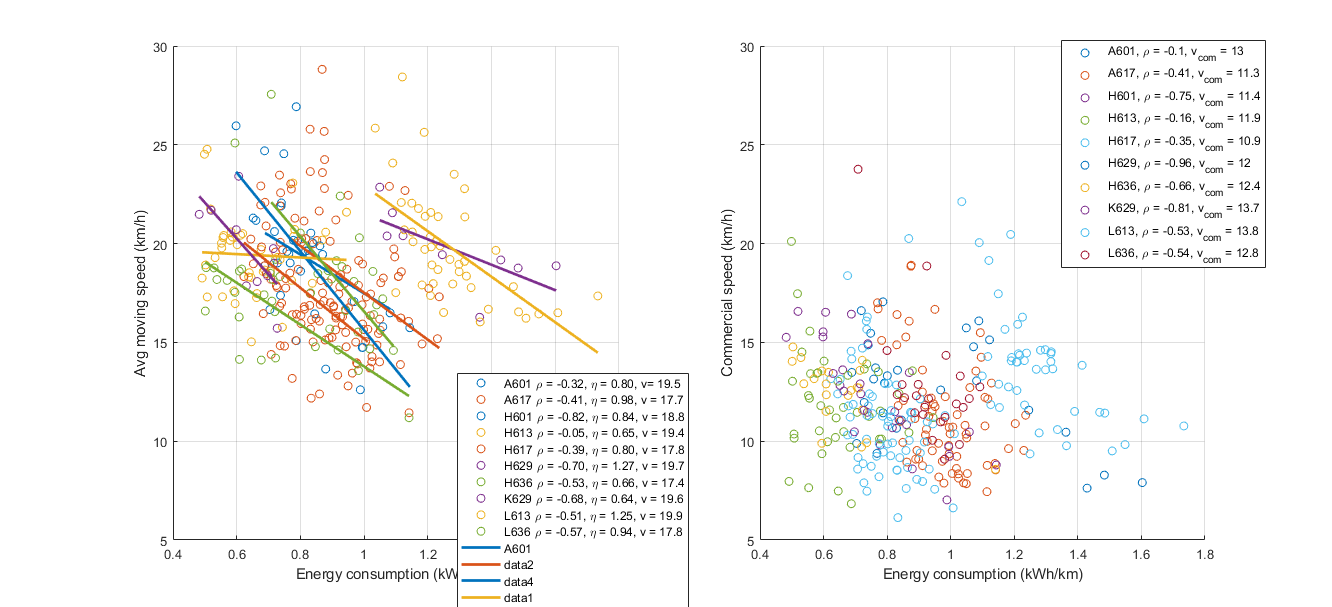 30
25
20
15
10
5
0.4
0.6
0.8
1
1.2
Avg moving speed (km/h)
Energy consumption (kW
A601 ρ = -0.32, η = 0.80, v= 19.5
A617 ρ = -0.41, η = 0.98, v = 17.7
H601 ρ = -0.82, η = 0.84, v = 18.8
H613 ρ = -0.05, η = 0.65, v = 19.4
H617 ρ = -0.39, η = 0.80, v = 17.8
H629 ρ = -0.70, η = 1.27, v = 19.7
H636 ρ = -0.53, η = 0.66, v = 17.4
K629 ρ = -0.68, η = 0.64, v = 19.6
L613 ρ = -0.51, η = 1.25, v = 19.9
L636 ρ = -0.57, η = 0.94, v = 17.8
A601
data2
data4
data1
30
25
20
15
10
5
0.4
0.6
0.8
1
1.2
1.4
1.6
1.8
Commercial speed (km/h)
Energy consumption (kWh/km)
A601, ρ = -0.1, vcom = 13
A617, ρ = -0.41, vcom = 11.3
H601, ρ = -0.75, vcom = 11.4
H613, ρ = -0.16, vcom = 11.9
H617, ρ = -0.35, vcom = 10.9
H629, ρ = -0.96, vcom = 12
H636, ρ = -0.66, vcom = 12.4
K629, ρ = -0.81, vcom = 13.7
L613, ρ = -0.53, vcom = 13.8
L636, ρ = -0.54, vcom = 12.8